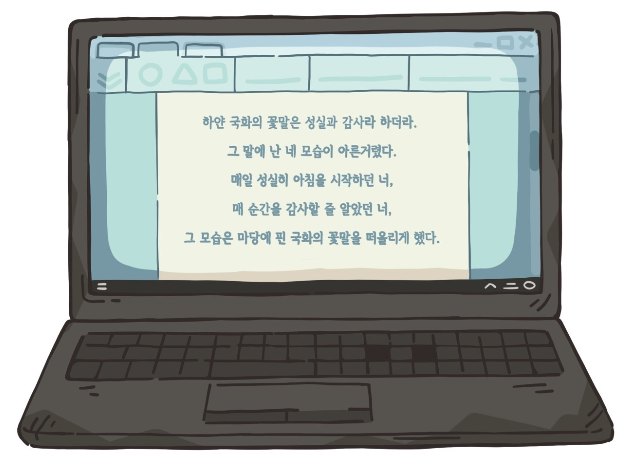 하얀 국화의 꽃말은 성실과 감사라 하더라.
그 말에 난 네 모습이 아른거렸다.
매일 성실히 아침을 시작하던 너,
매 순간을 감사할 줄 알았던 너,
그 모습은 마당에 핀 국화의 꽃말을 떠올리게 했다.